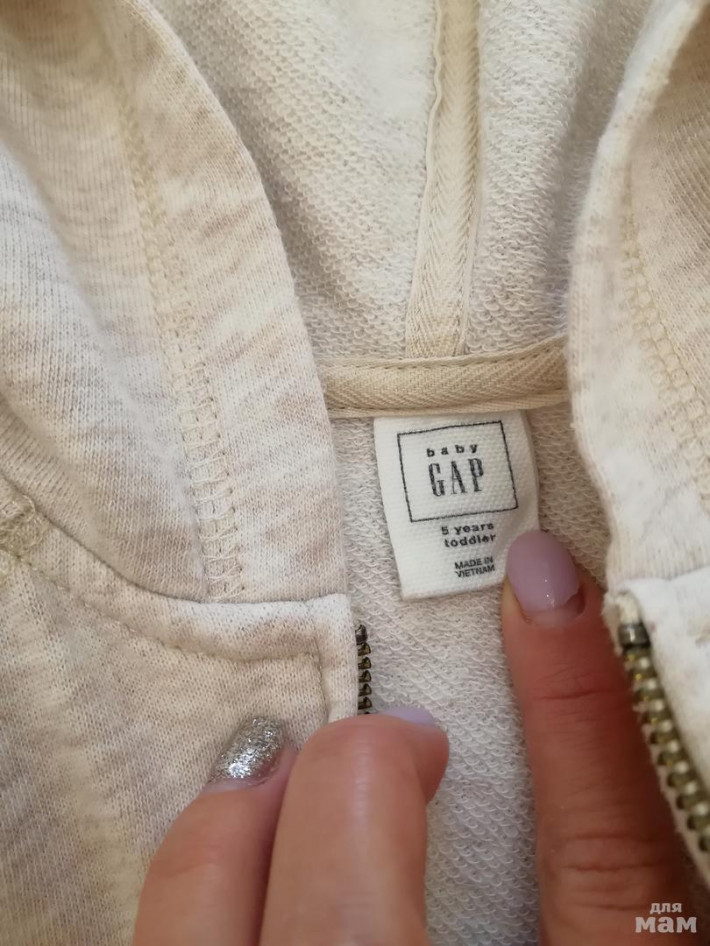 baby
GAP
5 years
toddler
MADE IN
VIETNAM
для
мам